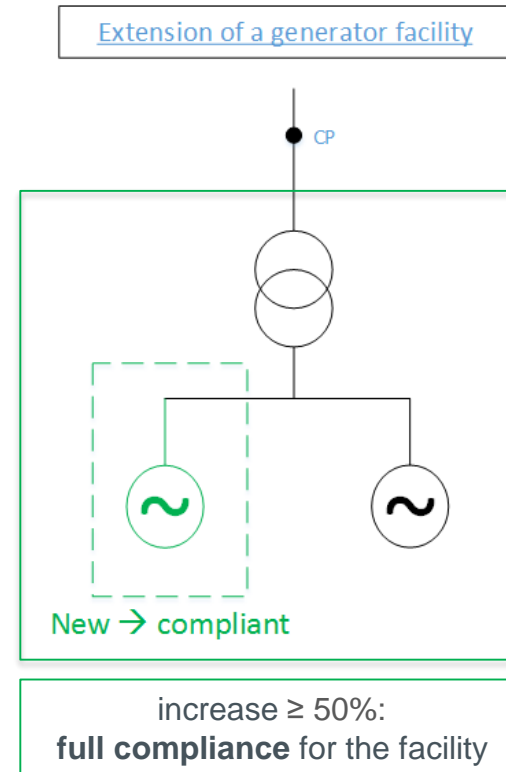 Extension of a generator facility
CP
New → compliant
increase ≥ 50%:
full compliance for the facility